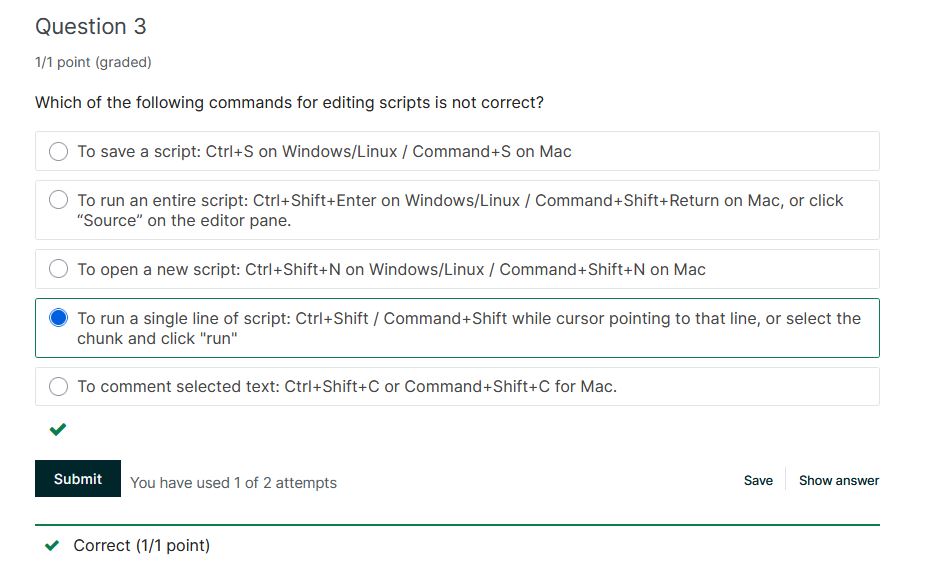 Question 3
1/1 point (graded)
Which of the following commands for editing scripts is not correct?
To save a script: Ctrl+S on Windows/Linux / Command+S on Mac
To run an entire script: Ctrl+Shift+Enter on Windows/Linux / Command+Shift+Return on Mac, or click
“Source” on the editor pane.
To open a new script: Ctrl+Shift+N on Windows/Linux / Command+Shift+N on Mac
To run a single line of script: Ctrl+Shift / Command+Shift while cursor pointing to that line, or select the
chunk and click "run"
To comment selected text: Ctrl+Shift+C or Command+Shift+C for Mac.
Submit
You have used 1 of 2 attempts
Save
Show answer
Correct (1/1 point)